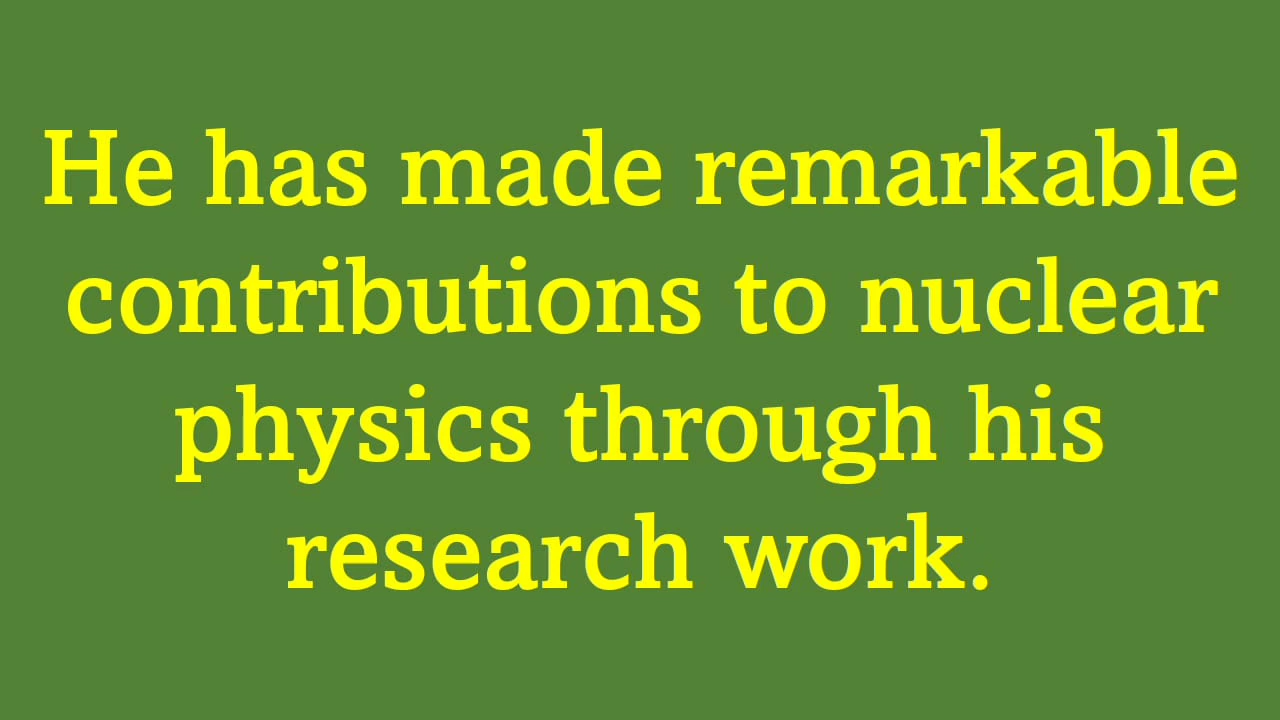 He has made remarkable
contributions to nuclear
physics through his
research work.